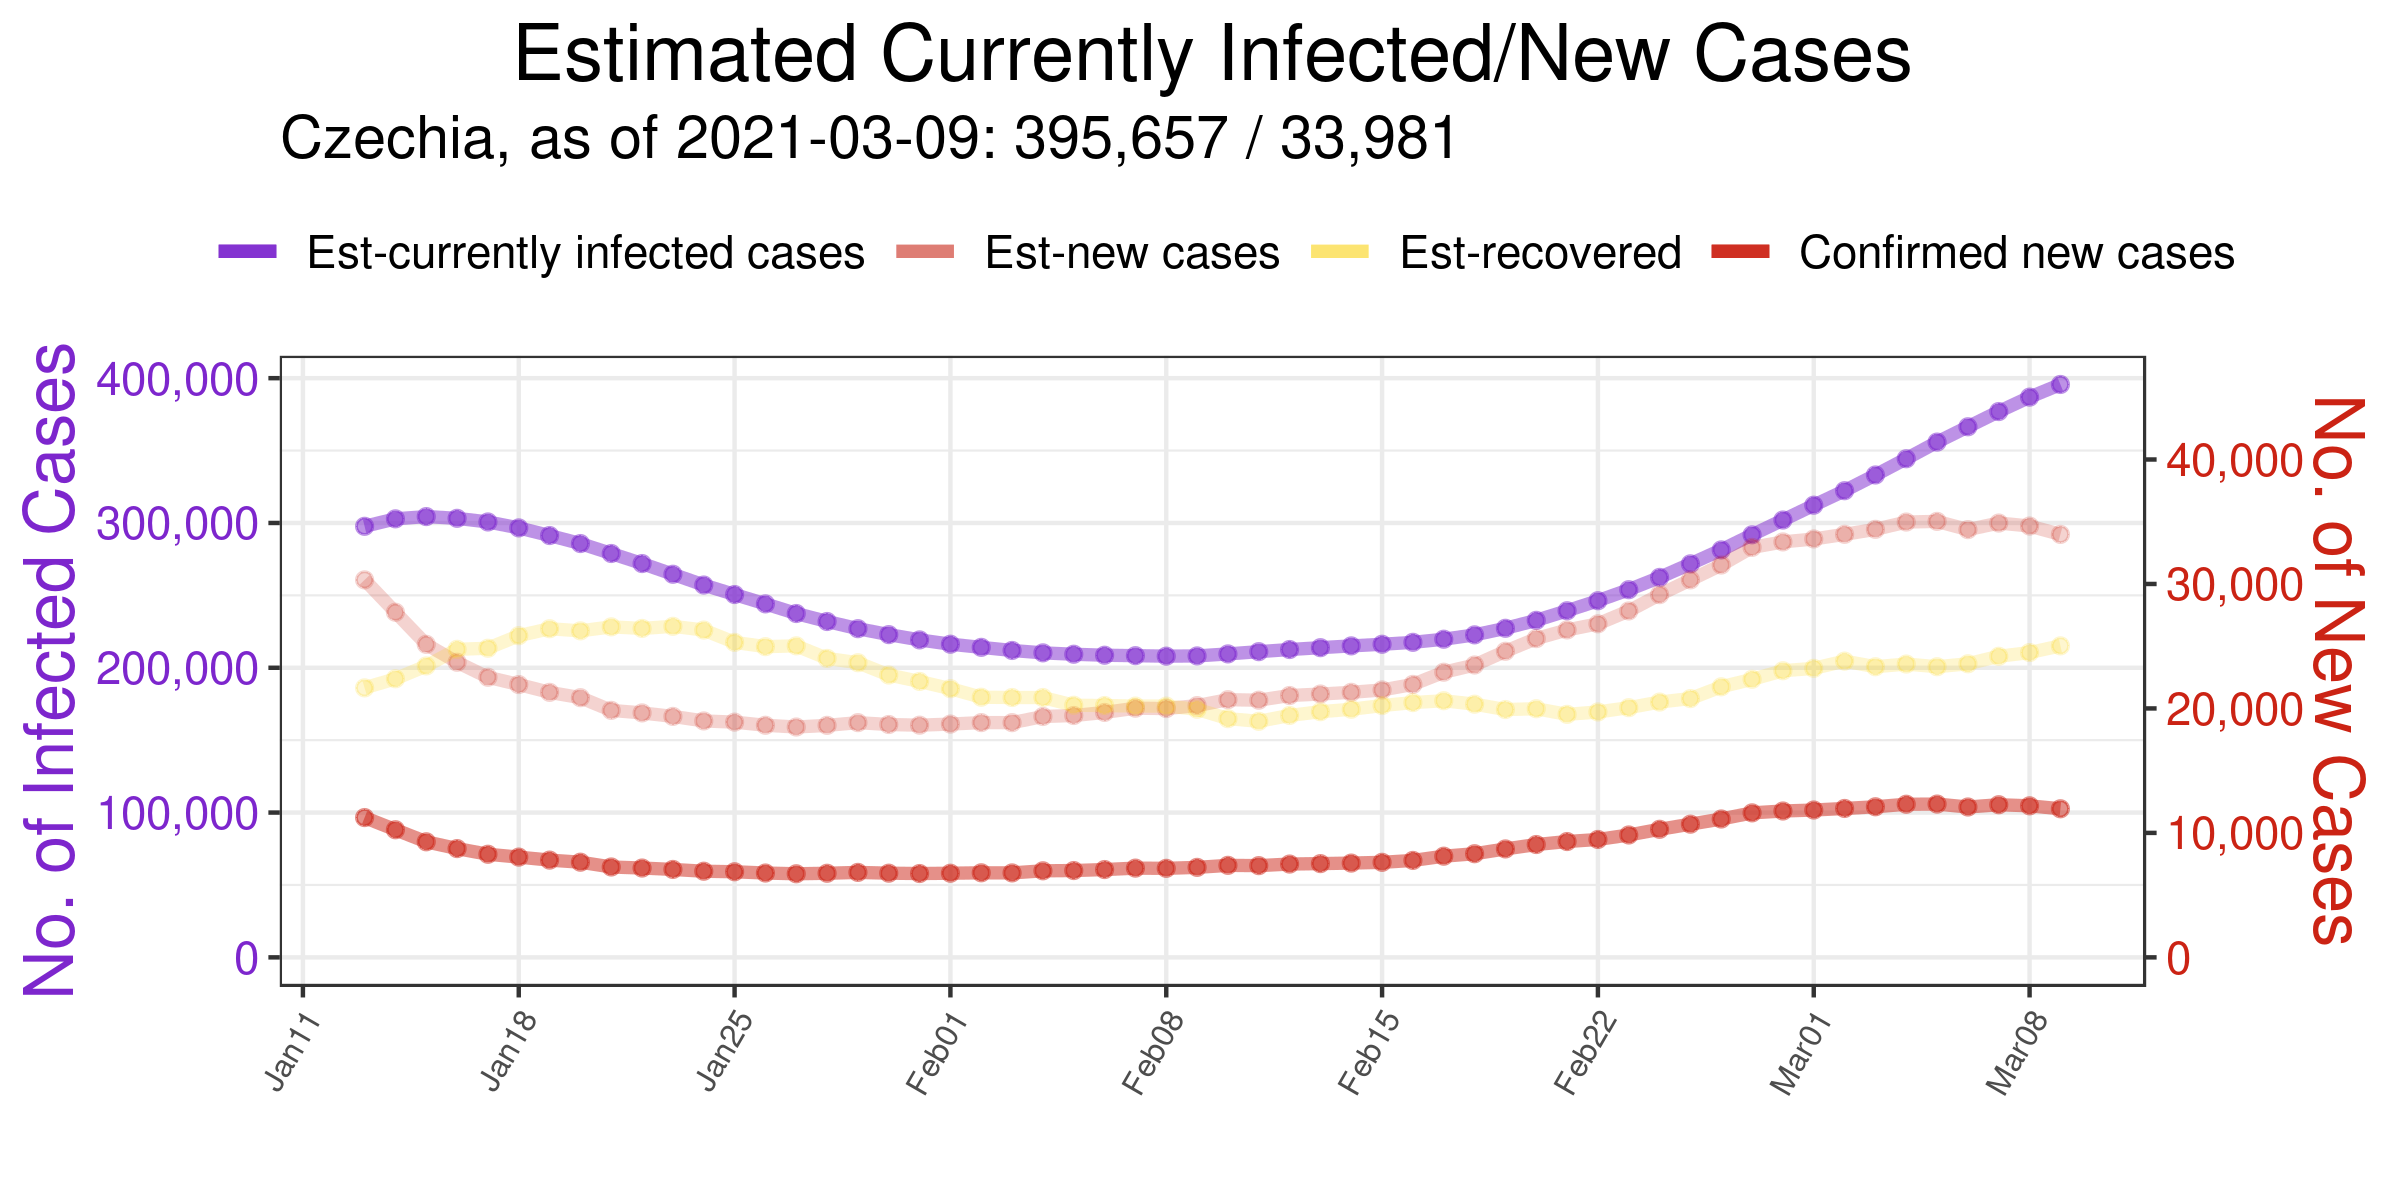 Estimated Currently Infected/New Cases
Czechia, as of 2021-03-09: 395,657 / 33,981
Est-currently infected cases Est-new cases Est-recovered Confirmed new cases
No. of Infected Cases
400,000
300,000
200,000
100,000
0
40,000
30,000
20,000
10,000
0
No. of New Cases
Jan11 Jan18 Jan25 Feb01 Feb08 Feb15 Feb22 Mar01 Mar08